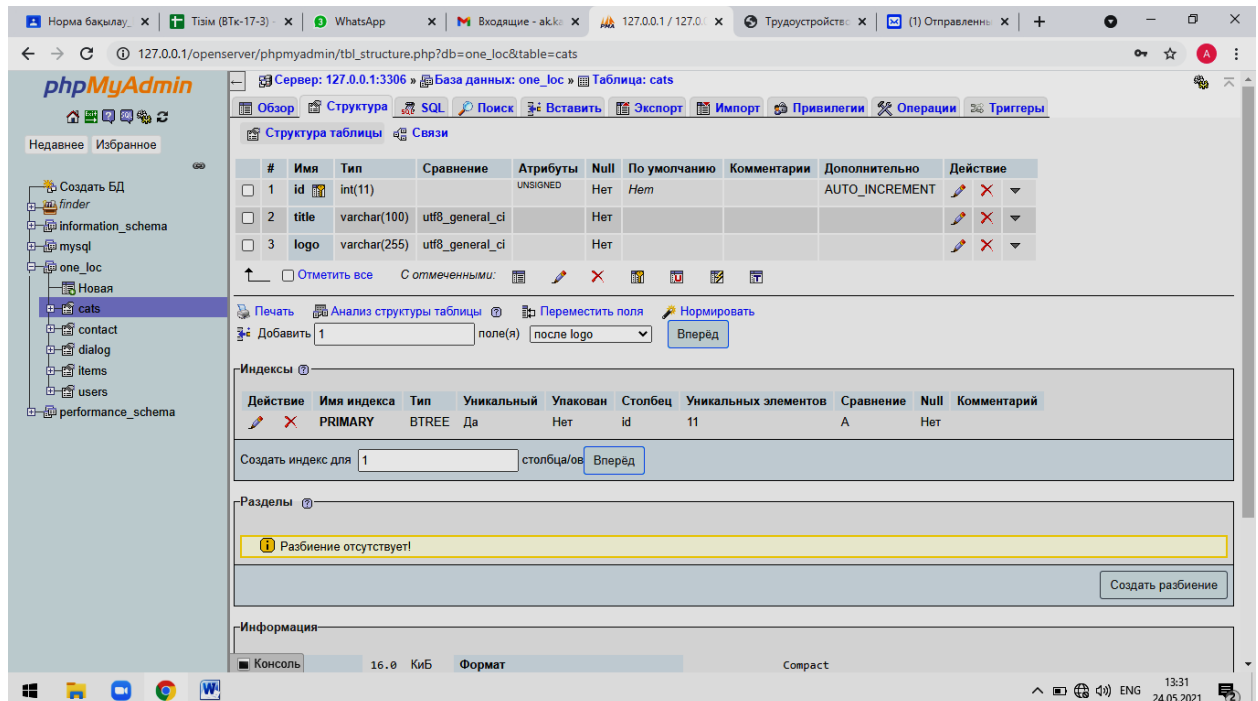 Норма бақылау_
Тізім (ВТк-17-3) -
WhatsApp
Входящие - ak.ka
127.0.0.1 / 127.0.
Трудоустройств
(1) Отправленны
127.0.0.1/openserver/phpmyadmin/tbl_structure.php?db=one_loc&table=cats
A
phpMyAdmin
Недавнее Избранное
Создать БД
finder
information_schema
mysql
one_loc
Новая
cats
contact
dialog
items
users
performance_schema
Сервер: 127.0.0.1:3306 » База данных: one_loc » Таблица: cats
Обзор Структура SQL Поиск Вставить Экспорт Импорт Привилегии Операции Триггеры
Структура таблицы Связи
# Имя Тип Сравнение Атрибуты Null По умолчанию Комментарии Дополнительно Действие
1 id int(11) UNSIGNED Нет Нет AUTO_INCREMENT
2 title varchar(100) utf8_general_ci Нет
3 logo varchar(255) utf8_general_ci Нет
Отметить все С отмеченными:
Печать Анализ структуры таблицы Переместить поля Нормировать
Добавить 1 поле(я) после logo Вперёд
Индексы
Действие Имя индекса Тип Уникальный Упакован Столбец Уникальных элементов Сравнение Null Комментарий
PRIMARY BTREE Да Нет id 11 A Нет
Создать индекс для 1 столбца/ов Вперёд
Разделы
Разбиение отсутствует!
Создать разбиение
Информация
Консоль 16.0 КиБ Формат Compact
ENG
13:31
24.05.2021
2